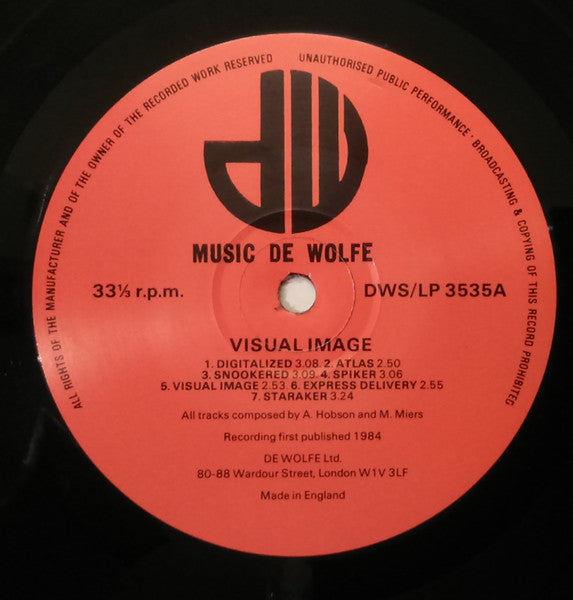 ALL RIGHTS OF THE MANUFACTURER AND OF THE OWNER OF THE RECORDED WORK RESERVED
UNAUTHORISED PUBLIC PERFORMANCE · BROADCASTING & COPYING OF THIS RECORD PROHIBITED
dW
MUSIC DE WOLFE
33⅓ r.p.m.
DWS/LP 3535A
VISUAL IMAGE
1. DIGITALIZED 3.08 2. ATLAS 2.50
3. SNOOKERED 3.09 4. SPIKER 3.06
5. VISUAL IMAGE 2.53 6. EXPRESS DELIVERY 2.55
7. STARAKER 3.24
All tracks composed by A. Hobson and M. Miers
Recording first published 1984
DE WOLFE Ltd.
80-88 Wardour Street, London W1V 3LF
Made in England